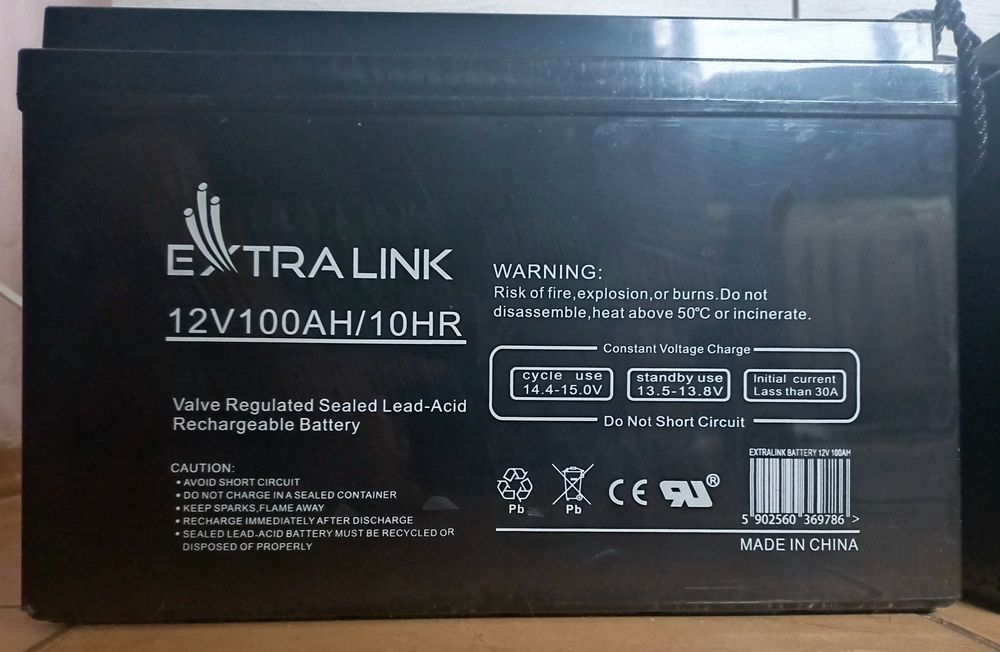 EXTRALINK
12V100AH/10HR
Valve Regulated Sealed Lead-Acid
Rechargeable Battery
CAUTION:
• AVOID SHORT CIRCUIT
• DO NOT CHARGE IN A SEALED CONTAINER
• KEEP SPARKS,FLAME AWAY
• RECHARGE IMMEDIATELY AFTER DISCHARGE
• SEALED LEAD-ACID BATTERY MUST BE RECYCLED OR
DISPOSED OF PROPERLY
WARNING:
Risk of fire,explosion,or burns.Do not
disassemble,heat above 50℃ or incinerate.
Constant Voltage Charge
cycle use
14.4-15.0V
standby use
13.5-13.8V
Initial current
Lass than 30A
Do Not Short Circuit
Pb
Pb
CE
RU®
EXTRALINK BATTERY 12V 100AH
5 902560 369786 >
MADE IN CHINA